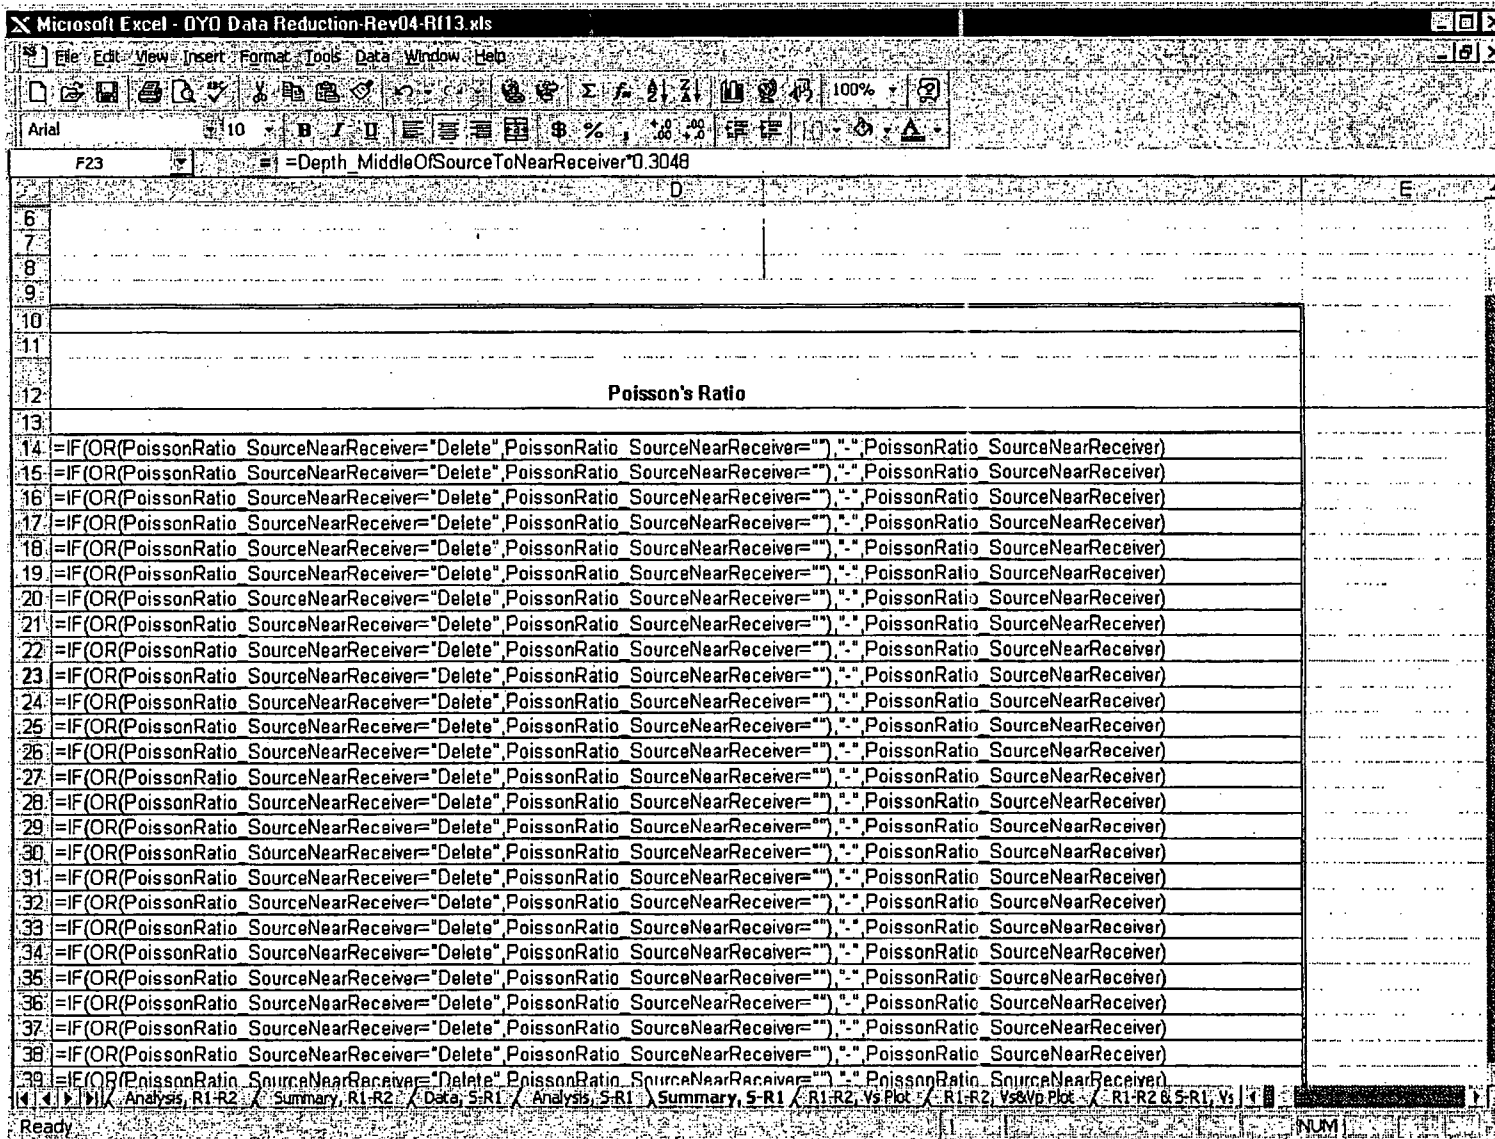 Microsoft Excel - OYO Data Reduction-Rev04-Rf13.xls
File Edit View Insert Format Tools Data Window Help
100%
Arial 10 B I U $ % ,
F23 = =Depth_MiddleOfSourceToNearReceiver*0.3048
D E
6
7
8
9
10
11
12 Poisson's Ratio
13
14 =IF(OR(PoissonRatio_SourceNearReceiver="Delete",PoissonRatio_SourceNearReceiver=""),"-",PoissonRatio_SourceNearReceiver)
15 =IF(OR(PoissonRatio_SourceNearReceiver="Delete",PoissonRatio_SourceNearReceiver=""),"-",PoissonRatio_SourceNearReceiver)
16 =IF(OR(PoissonRatio_SourceNearReceiver="Delete",PoissonRatio_SourceNearReceiver=""),"-",PoissonRatio_SourceNearReceiver)
17 =IF(OR(PoissonRatio_SourceNearReceiver="Delete",PoissonRatio_SourceNearReceiver=""),"-",PoissonRatio_SourceNearReceiver)
18 =IF(OR(PoissonRatio_SourceNearReceiver="Delete",PoissonRatio_SourceNearReceiver=""),"-",PoissonRatio_SourceNearReceiver)
19 =IF(OR(PoissonRatio_SourceNearReceiver="Delete",PoissonRatio_SourceNearReceiver=""),"-",PoissonRatio_SourceNearReceiver)
20 =IF(OR(PoissonRatio_SourceNearReceiver="Delete",PoissonRatio_SourceNearReceiver=""),"-",PoissonRatio_SourceNearReceiver)
21 =IF(OR(PoissonRatio_SourceNearReceiver="Delete",PoissonRatio_SourceNearReceiver=""),"-",PoissonRatio_SourceNearReceiver)
22 =IF(OR(PoissonRatio_SourceNearReceiver="Delete",PoissonRatio_SourceNearReceiver=""),"-",PoissonRatio_SourceNearReceiver)
23 =IF(OR(PoissonRatio_SourceNearReceiver="Delete",PoissonRatio_SourceNearReceiver=""),"-",PoissonRatio_SourceNearReceiver)
24 =IF(OR(PoissonRatio_SourceNearReceiver="Delete",PoissonRatio_SourceNearReceiver=""),"-",PoissonRatio_SourceNearReceiver)
25 =IF(OR(PoissonRatio_SourceNearReceiver="Delete",PoissonRatio_SourceNearReceiver=""),"-",PoissonRatio_SourceNearReceiver)
26 =IF(OR(PoissonRatio_SourceNearReceiver="Delete",PoissonRatio_SourceNearReceiver=""),"-",PoissonRatio_SourceNearReceiver)
27 =IF(OR(PoissonRatio_SourceNearReceiver="Delete",PoissonRatio_SourceNearReceiver=""),"-",PoissonRatio_SourceNearReceiver)
28 =IF(OR(PoissonRatio_SourceNearReceiver="Delete",PoissonRatio_SourceNearReceiver=""),"-",PoissonRatio_SourceNearReceiver)
29 =IF(OR(PoissonRatio_SourceNearReceiver="Delete",PoissonRatio_SourceNearReceiver=""),"-",PoissonRatio_SourceNearReceiver)
30 =IF(OR(PoissonRatio_SourceNearReceiver="Delete",PoissonRatio_SourceNearReceiver=""),"-",PoissonRatio_SourceNearReceiver)
31 =IF(OR(PoissonRatio_SourceNearReceiver="Delete",PoissonRatio_SourceNearReceiver=""),"-",PoissonRatio_SourceNearReceiver)
32 =IF(OR(PoissonRatio_SourceNearReceiver="Delete",PoissonRatio_SourceNearReceiver=""),"-",PoissonRatio_SourceNearReceiver)
33 =IF(OR(PoissonRatio_SourceNearReceiver="Delete",PoissonRatio_SourceNearReceiver=""),"-",PoissonRatio_SourceNearReceiver)
34 =IF(OR(PoissonRatio_SourceNearReceiver="Delete",PoissonRatio_SourceNearReceiver=""),"-",PoissonRatio_SourceNearReceiver)
35 =IF(OR(PoissonRatio_SourceNearReceiver="Delete",PoissonRatio_SourceNearReceiver=""),"-",PoissonRatio_SourceNearReceiver)
36 =IF(OR(PoissonRatio_SourceNearReceiver="Delete",PoissonRatio_SourceNearReceiver=""),"-",PoissonRatio_SourceNearReceiver)
37 =IF(OR(PoissonRatio_SourceNearReceiver="Delete",PoissonRatio_SourceNearReceiver=""),"-",PoissonRatio_SourceNearReceiver)
38 =IF(OR(PoissonRatio_SourceNearReceiver="Delete",PoissonRatio_SourceNearReceiver=""),"-",PoissonRatio_SourceNearReceiver)
39 =IF(OR(PoissonRatio_SourceNearReceiver="Delete",PoissonRatio_SourceNearReceiver=""),"-",PoissonRatio_SourceNearReceiver)
Analysis, R1-R2 Summary, R1-R2 Data, S-R1 Analysis, S-R1 Summary, S-R1 R1-R2, Vs Plot R1-R2, Vs&Vp Plot R1-R2 & S-R1, Vs
Ready NUM